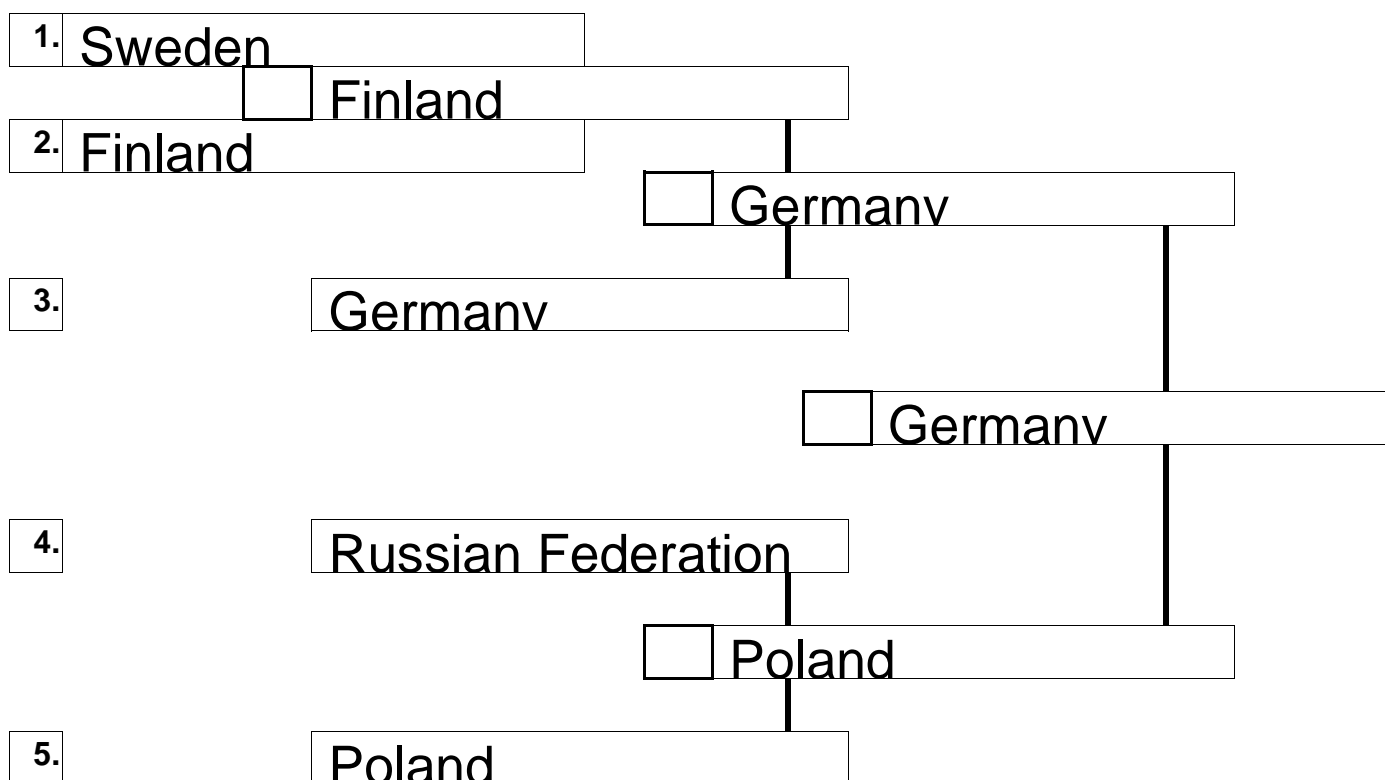 1. Sweden
Finland
2. Finland
Germany
3. Germany
Germany
4. Russian Federation
Poland
5. Poland